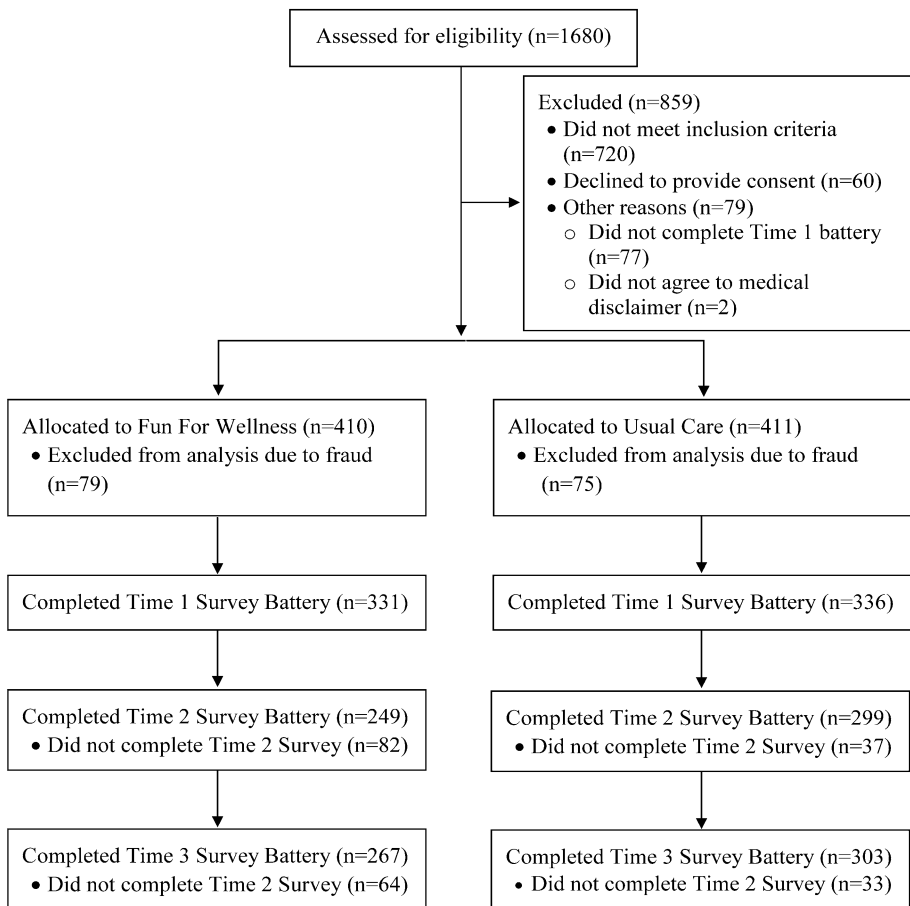 Assessed for eligibility (n=1680)
Excluded (n=859)
• Did not meet inclusion criteria
(n=720)
• Declined to provide consent (n=60)
• Other reasons (n=79)
o Did not complete Time 1 battery
(n=77)
o Did not agree to medical
disclaimer (n=2)
Allocated to Fun For Wellness (n=410)
• Excluded from analysis due to fraud
(n=79)
Allocated to Usual Care (n=411)
• Excluded from analysis due to fraud
(n=75)
Completed Time 1 Survey Battery (n=331)
Completed Time 1 Survey Battery (n=336)
Completed Time 2 Survey Battery (n=249)
• Did not complete Time 2 Survey (n=82)
Completed Time 2 Survey Battery (n=299)
• Did not complete Time 2 Survey (n=37)
Completed Time 3 Survey Battery (n=267)
• Did not complete Time 2 Survey (n=64)
Completed Time 3 Survey Battery (n=303)
• Did not complete Time 2 Survey (n=33)